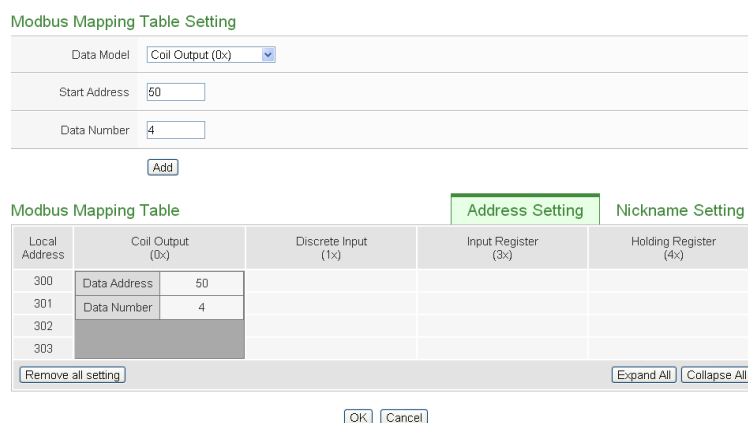 Modbus Mapping Table Setting
Data Model Coil Output (0x)
Start Address 50
Data Number 4
Add
Modbus Mapping Table Address Setting Nickname Setting
Local Address Coil Output (0x) Discrete Input (1x) Input Register (3x) Holding Register (4x)
300 Data Address 50
301 Data Number 4
302
303
Remove all setting Expand All Collapse All
OK Cancel